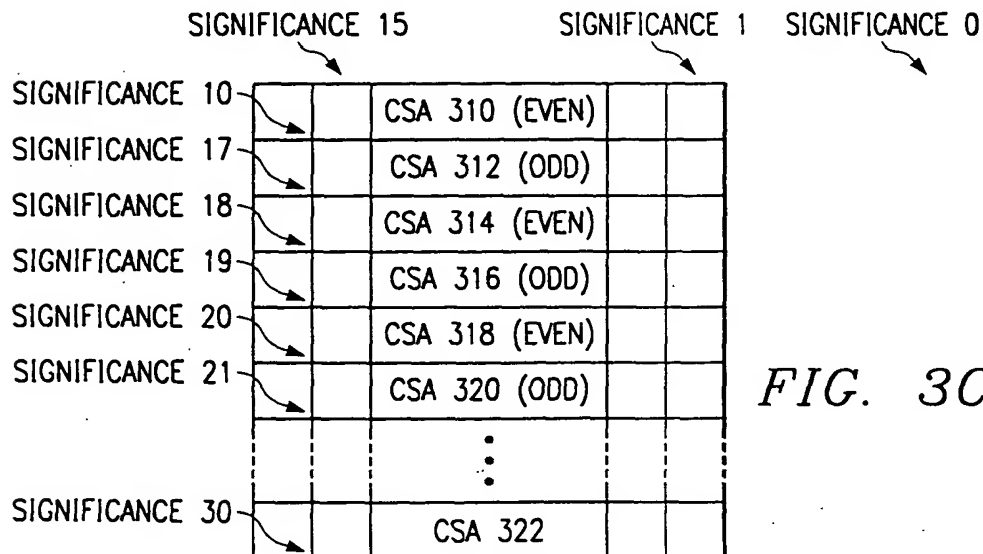 SIGNIFICANCE 15 SIGNIFICANCE 1 SIGNIFICANCE 0
SIGNIFICANCE 10 CSA 310 (EVEN)
SIGNIFICANCE 17 CSA 312 (ODD)
SIGNIFICANCE 18 CSA 314 (EVEN)
SIGNIFICANCE 19 CSA 316 (ODD)
SIGNIFICANCE 20 CSA 318 (EVEN)
SIGNIFICANCE 21 CSA 320 (ODD)
FIG. 3C
SIGNIFICANCE 30 CSA 322